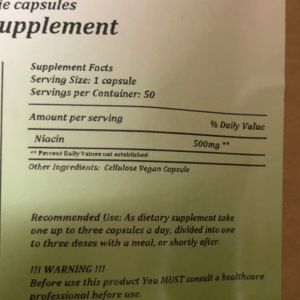 ie capsules
upplement
Supplement Facts
Serving Size: 1 capsule
Servings per Container: 50
Amount per serving % Daily Value
Niacin 500mg **
** Percent Daily Values not established.
Other Ingredients: Cellulose Vegan Capsule
Recommended Use: As dietary supplement take
one up to three capsules a day, divided into one
to three doses with a meal, or shortly after.
!!! WARNING !!!
Before use this product You MUST consult a healthcare
professional before use.